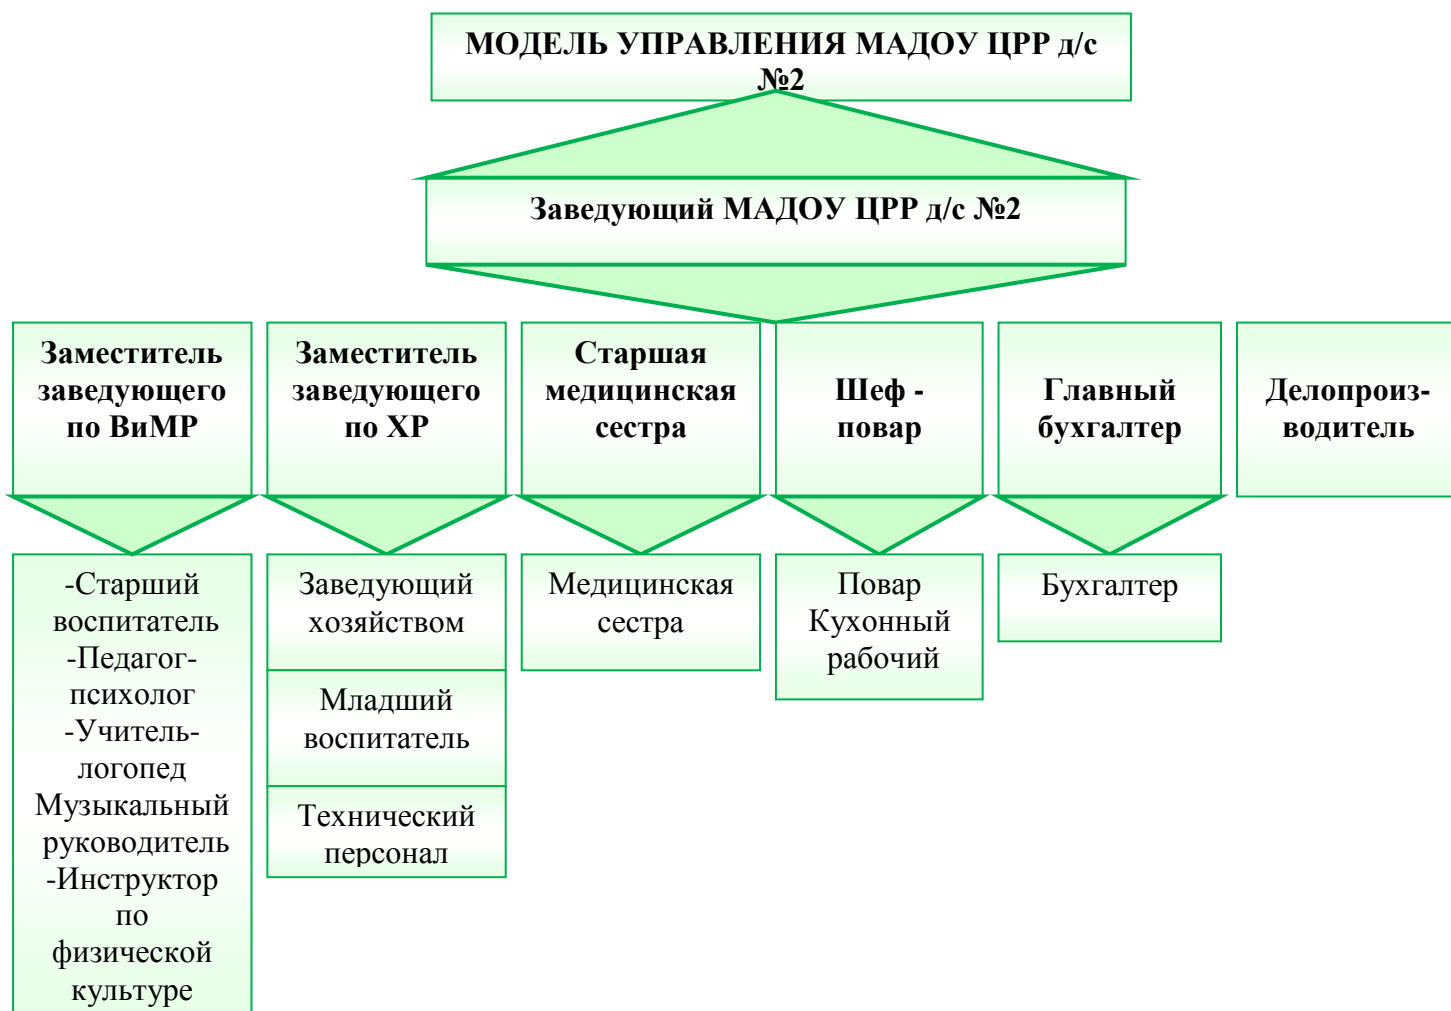 МОДЕЛЬ УПРАВЛЕНИЯ МАДОУ ЦРР д/с
№2
Заведующий МАДОУ ЦРР д/с №2
Заместитель
заведующего
по ВиМР
Заместитель
заведующего
по ХР
Старшая
медицинская
сестра
Шеф -
повар
Главный
бухгалтер
Делопроиз-
водитель
-Старший
воспитатель
-Педагог-
психолог
-Учитель-
логопед
Музыкальный
руководитель
-Инструктор
по
физической
культуре
Заведующий
хозяйством
Младший
воспитатель
Технический
персонал
Медицинская
сестра
Повар
Кухонный
рабочий
Бухгалтер